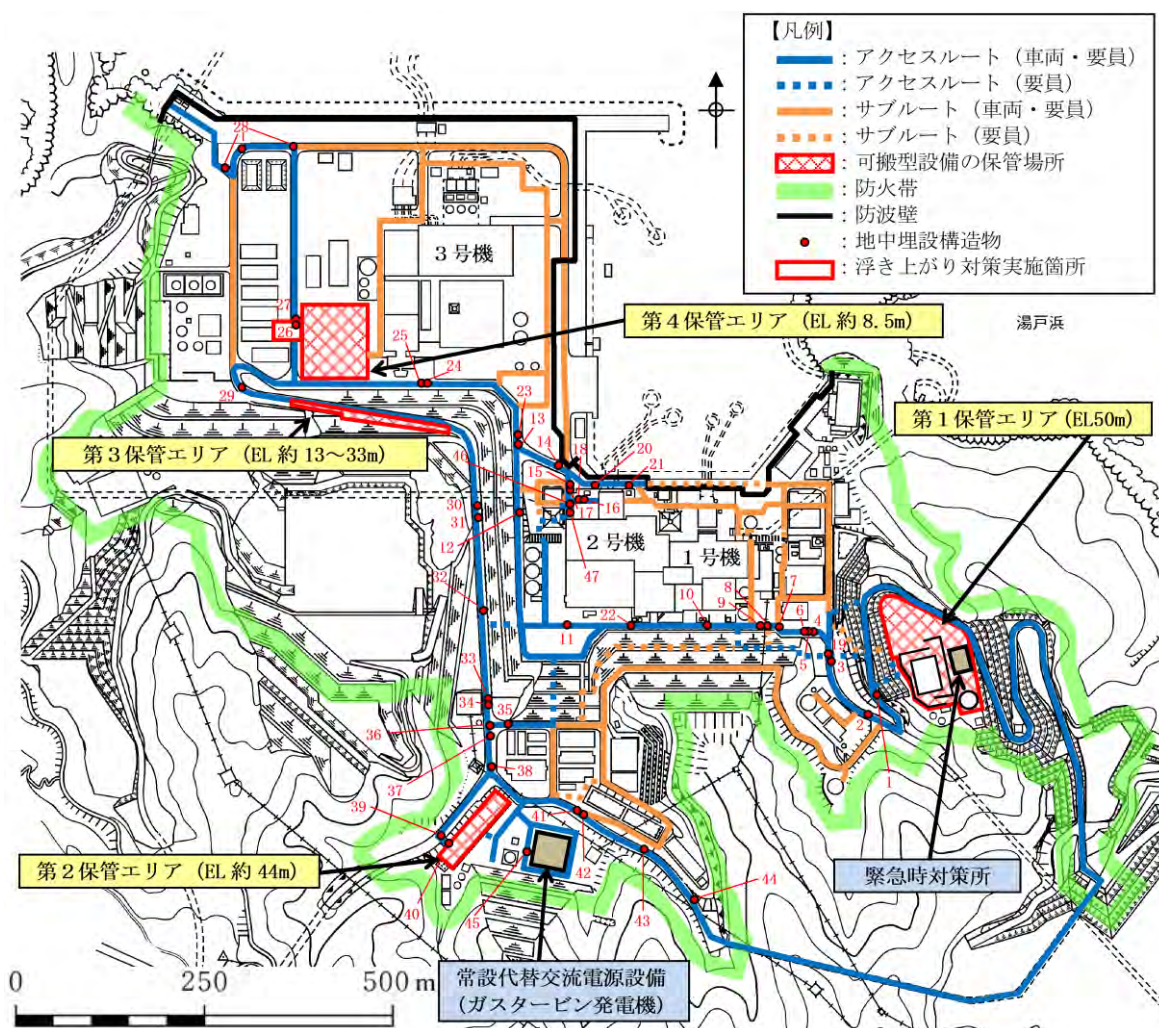 【凡例】
：アクセスルート（車両・要員）
：アクセスルート（要員）
：サブルート（車両・要員）
：サブルート（要員）
：可搬型設備の保管場所
：防火帯
：防波壁
：地中埋設構造物
：浮き上がり対策実施箇所
28
3号機
27
26
第４保管エリア（EL 約 8.5m）
湯戸浜
25
24
29
23
13
第１保管エリア(EL50m)
14
18
20
第３保管エリア（EL 約 13～33m）
46
15
21
30
16
31
17
12
2号機
1号機
47
32
8
7
9
10
6
4
22
11
19
5
3
33
34
35
36
2
37
38
1
39
41
第２保管エリア（EL 約 44m）
42
緊急時対策所
40
45
43
44
0
250
500 m
常設代替交流電源設備
（ガスタービン発電機）